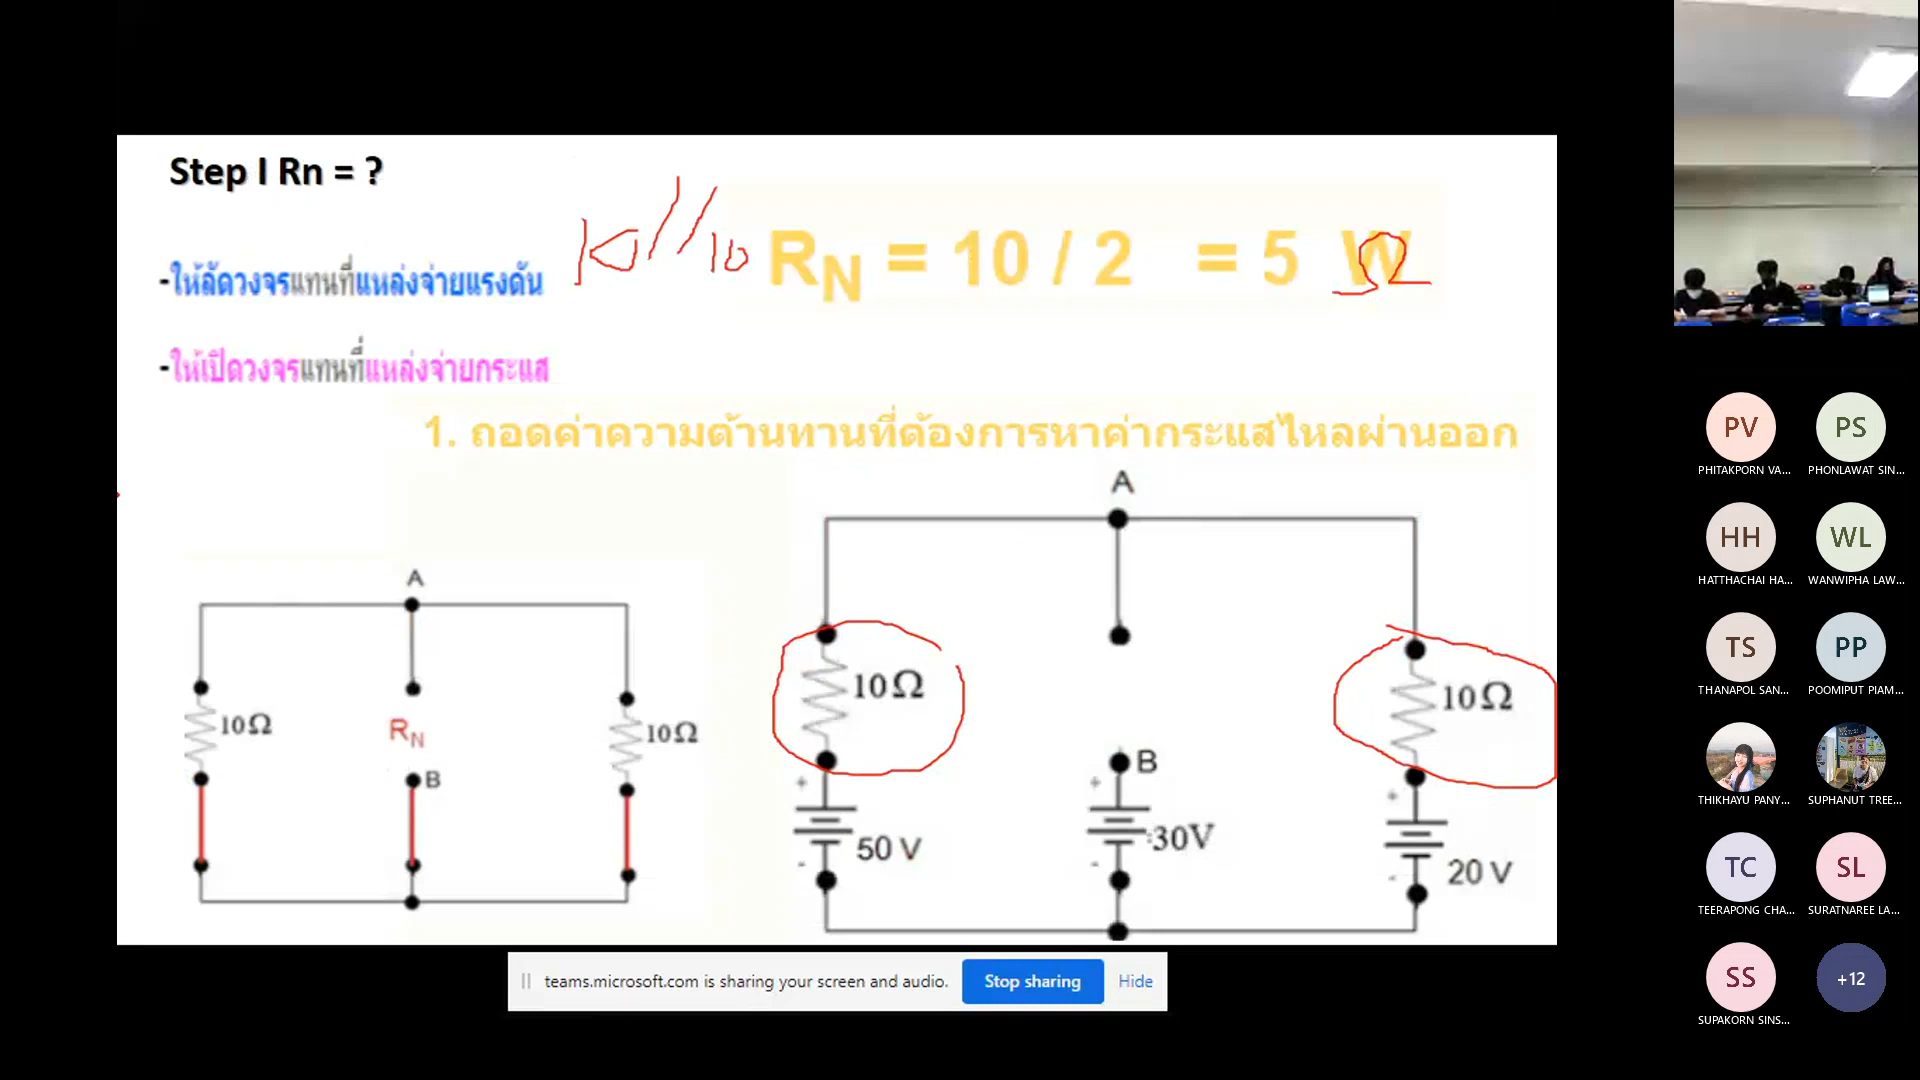 Step I Rn = ?
10//10
R_N = 10 / 2 = 5 W
Ω
-ให้ลัดวงจรแทนที่แหล่งจ่ายแรงดัน
-ให้เปิดวงจรแทนที่แหล่งจ่ายกระแส
1. ถอดค่าความต้านทานที่ต้องการหาค่ากระแสไหลผ่านออก
A
10Ω
R_N
10Ω
B
A
10Ω
10Ω
B
+
+
+
50 V
30V
20 V
-
-
-
teams.microsoft.com is sharing your screen and audio.
Stop sharing
Hide
PV
PHITAKPORN VA...
PS
PHONLAWAT SIN...
HH
HATTHACHAI HA...
WL
WANWIPHA LAW...
TS
THANAPOL SAN...
PP
POOMIPUT PIAM...
THIKHAYU PANY...
SUPHANUT TREE...
TC
TEERAPONG CHA...
SL
SURATNAREE LA...
SS
SUPAKORN SINS...
+12